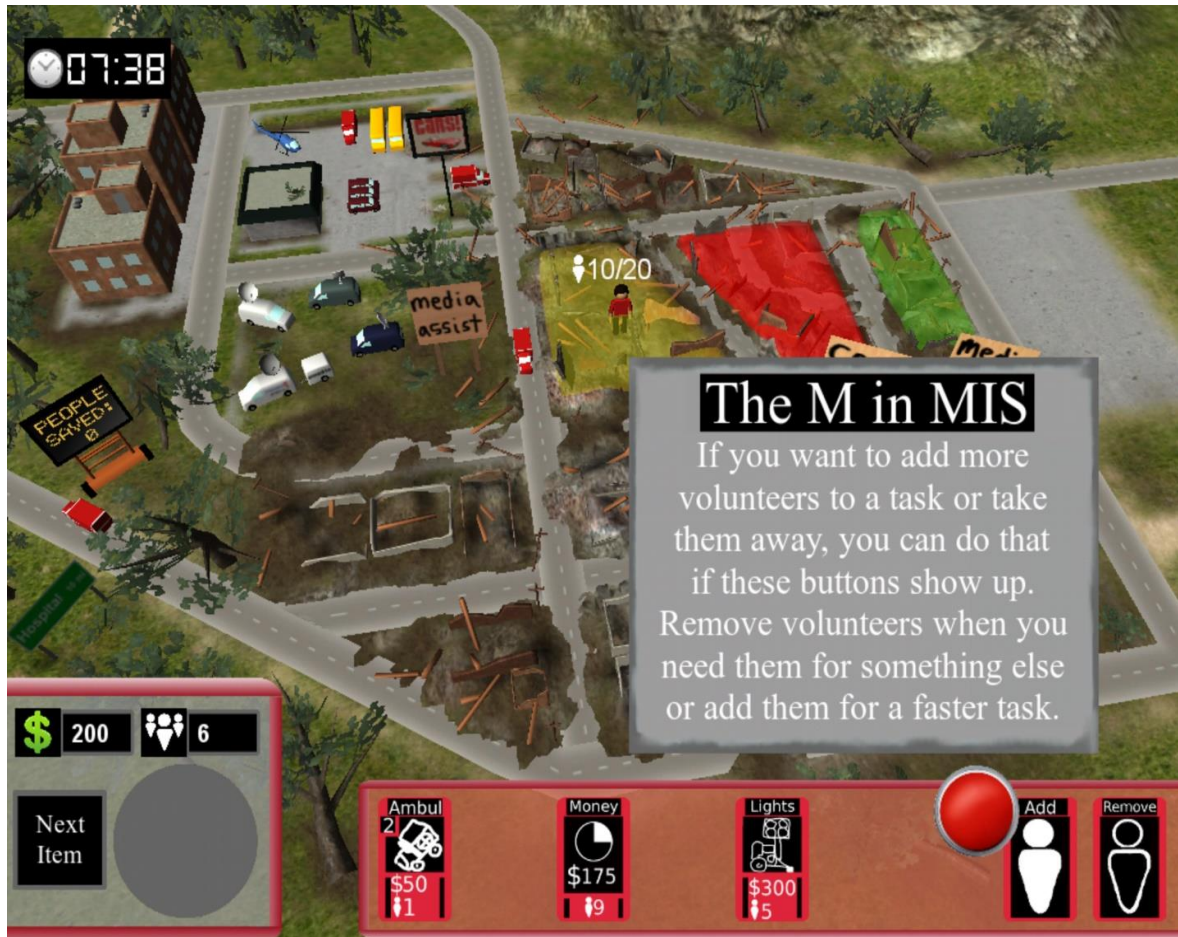 07:38
CARS!
10/20
media
assist
PEOPLE
SAVED:
0
The M in MIS
If you want to add more
volunteers to a task or take
them away, you can do that
if these buttons show up.
Remove volunteers when you
need them for something else
or add them for a faster task.
Hospital
$ 200 6
Next
Item
Ambul
2
$50
1
Money
$175
9
Lights
$300
5
Add
Remove